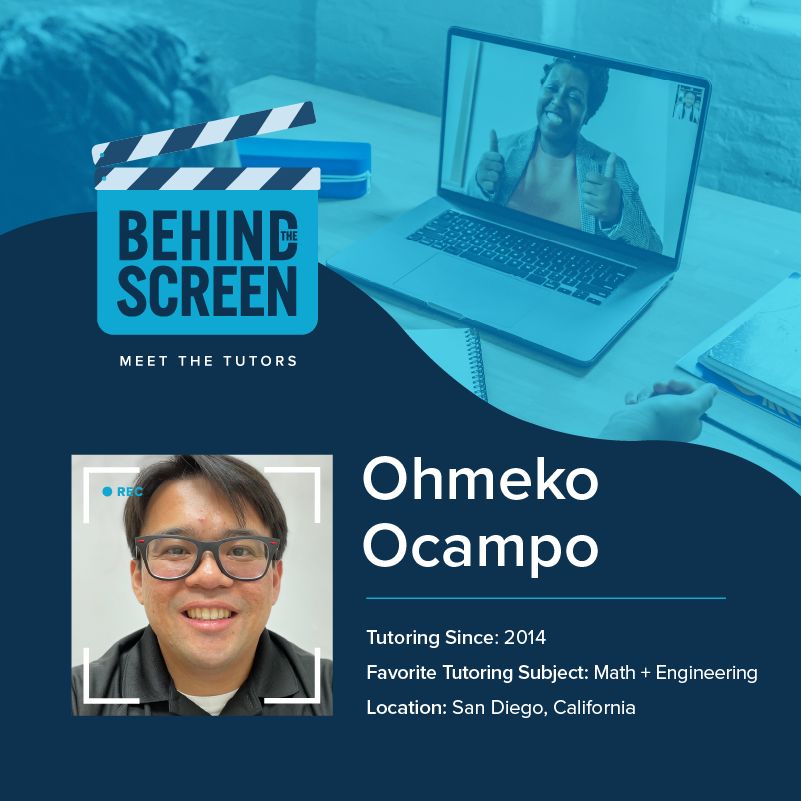 BEHIND
THE
SCREEN
MEET THE TUTORS
REC
Ohmeko
Ocampo
Tutoring Since: 2014
Favorite Tutoring Subject: Math + Engineering
Location: San Diego, California